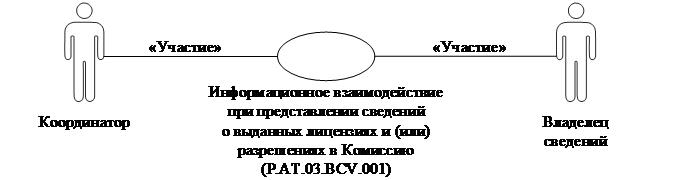 «Участие»
«Участие»
Информационное взаимодействие
при представлении сведений
о выданных лицензиях и (или)
разрешениях в Комиссию
(P.AT.03.BCV.001)
Координатор
Владелец
сведений